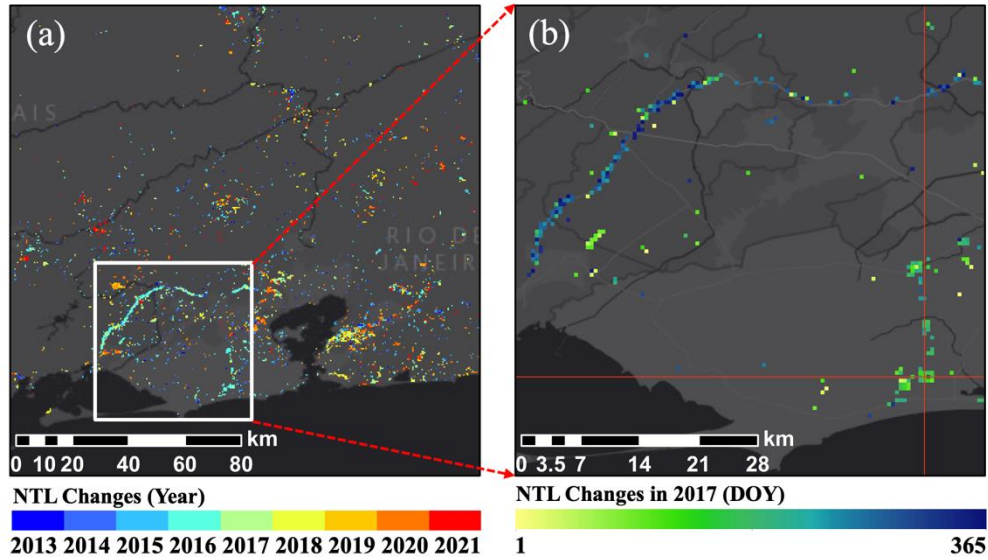 (a)
(b)
AIS
RIO DE
JANEIR
km
0 10 20 40 60 80
km
0 3.5 7 14 21 28
NTL Changes (Year)
2013 2014 2015 2016 2017 2018 2019 2020 2021
NTL Changes in 2017 (DOY)
1 365